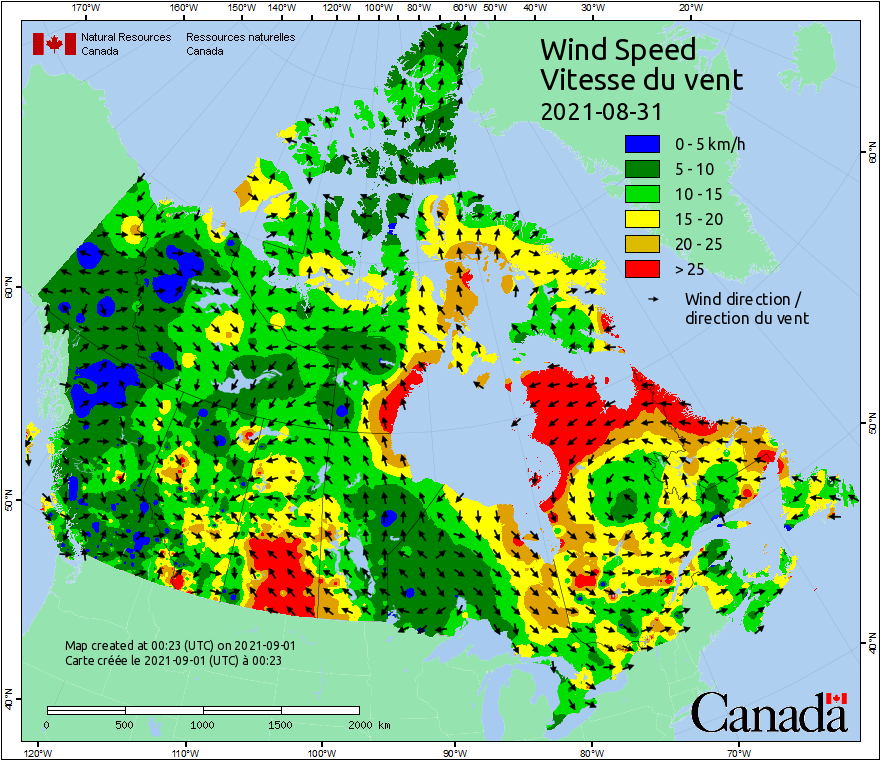 170°W 160°W 150°W 140°W 130°W 120°W 110°W 100°W 90°W 80°W 70°W 60°W 50°W 40°W 30°W 20°W
Natural Resources Ressources naturelles
Canada Canada
Wind Speed
Vitesse du vent
2021-08-31
0 - 5 km/h
5 - 10
10 - 15
15 - 20
20 - 25
> 25
Wind direction /
direction du vent
60°N
60°N
50°N
50°N
40°N
40°N
Map created at 00:23 (UTC) on 2021-09-01
Carte créée le 2021-09-01 (UTC) à 00:23
0 500 1000 1500 2000 km
Canada
120°W 110°W 100°W 90°W 80°W 70°W